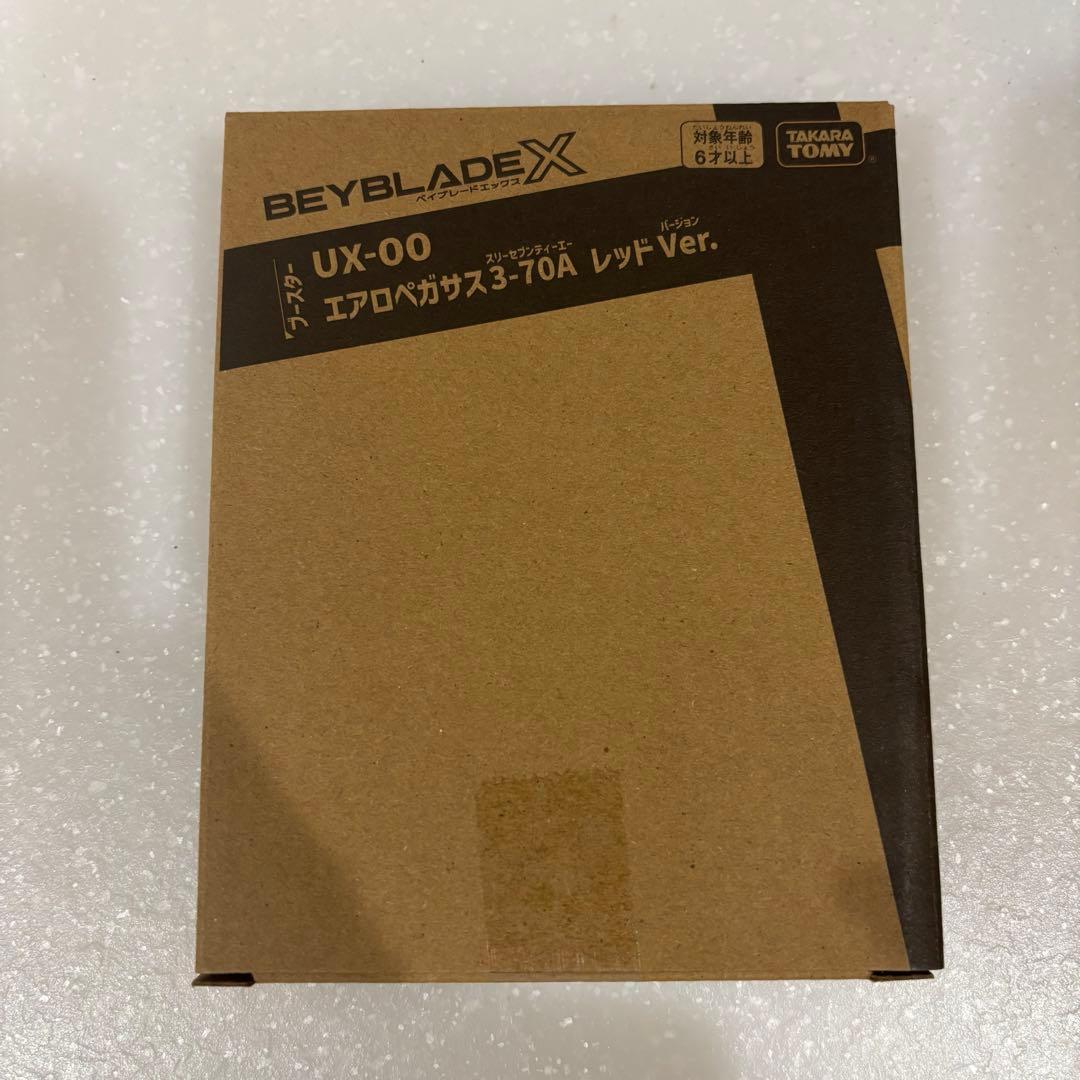 BEYBLADE X
ベイブレードエックス
たいしょうねんれい
対象年齢
さい いじょう
6才以上
TAKARA
TOMY
®
ブースター
UX-00
スリーセブンティーエー
バージョン
エアロペガサス3-70A レッドVer.